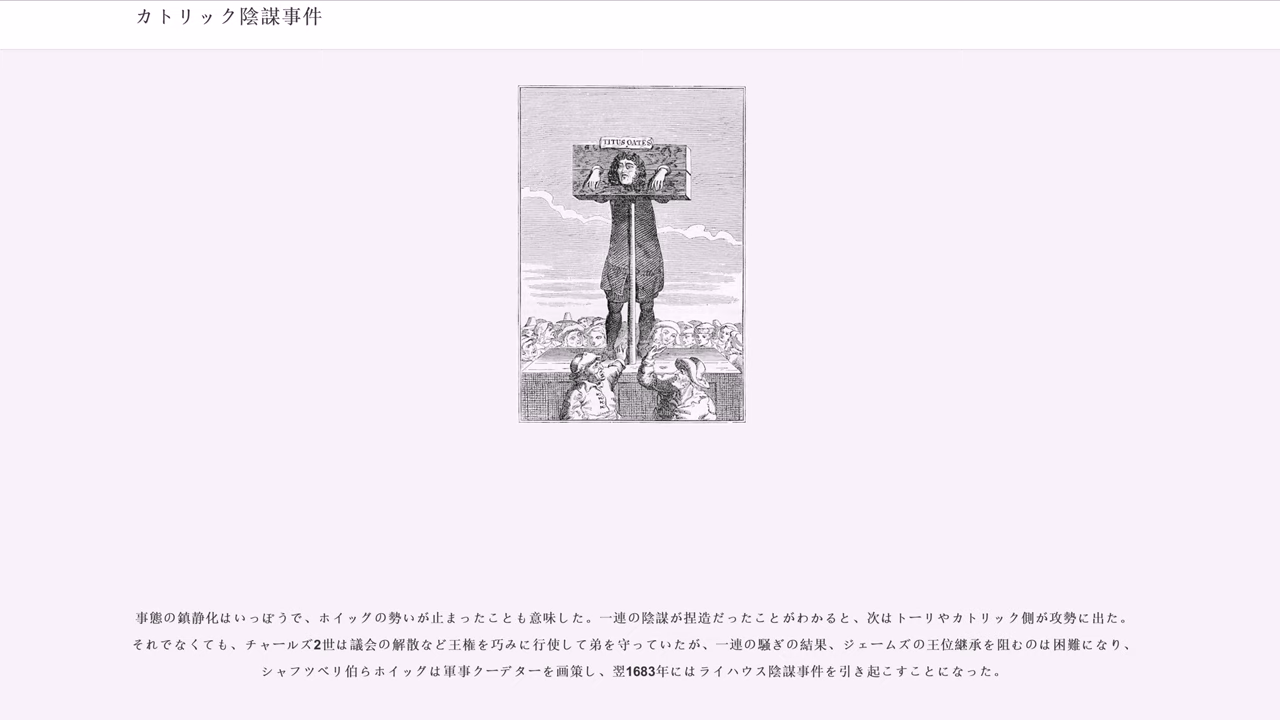 カトリック陰謀事件
TITUS OATES
事態の鎮静化はいっぽうで、ホイッグの勢いが止まったことも意味した。一連の陰謀が捏造だったことがわかると、次はトーリやカトリック側が攻勢に出た。
それでなくても、チャールズ2世は議会の解散など王権を巧みに行使して弟を守っていたが、一連の騒ぎの結果、ジェームズの王位継承を阻むのは困難になり、
シャフツベリ伯らホイッグは軍事クーデターを画策し、翌1683年にはライハウス陰謀事件を引き起こすことになった。